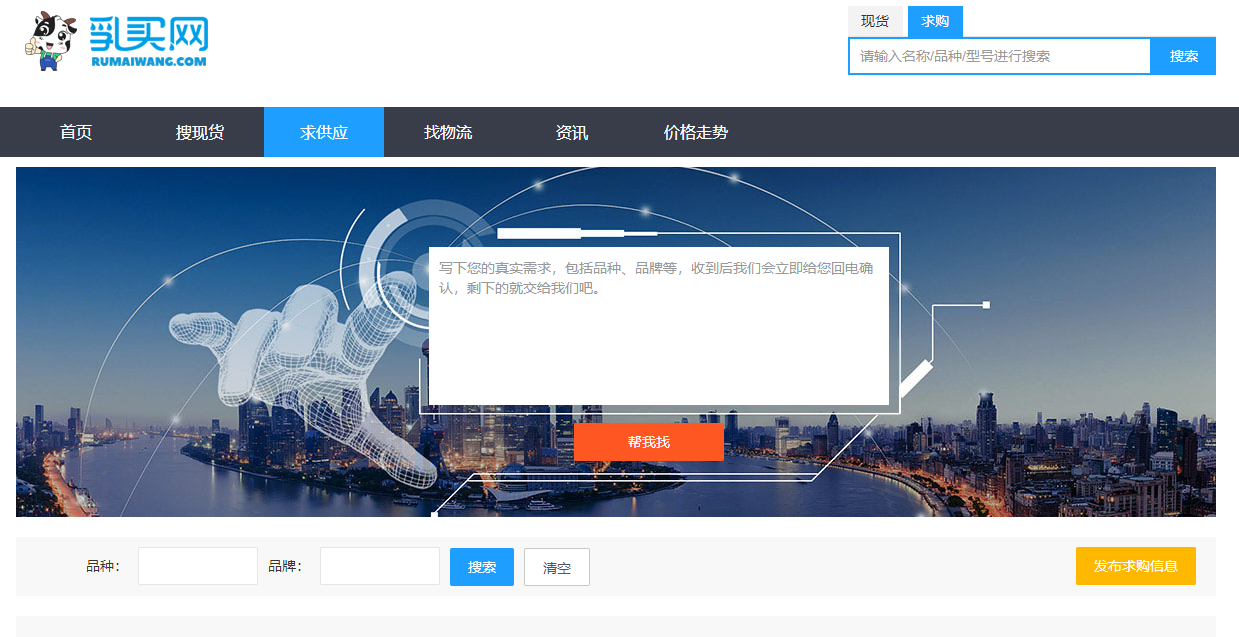 乳买网
RUMAIWANG.COM
现货 求购
请输入名称/品种/型号进行搜索 搜索
首页 搜现货 求供应 找物流 资讯 价格走势
写下您的真实需求，包括品种、品牌等，收到后我们会立即给您回电确
认，剩下的就交给我们吧。
帮我找
品种： 品牌： 搜索 清空 发布求购信息